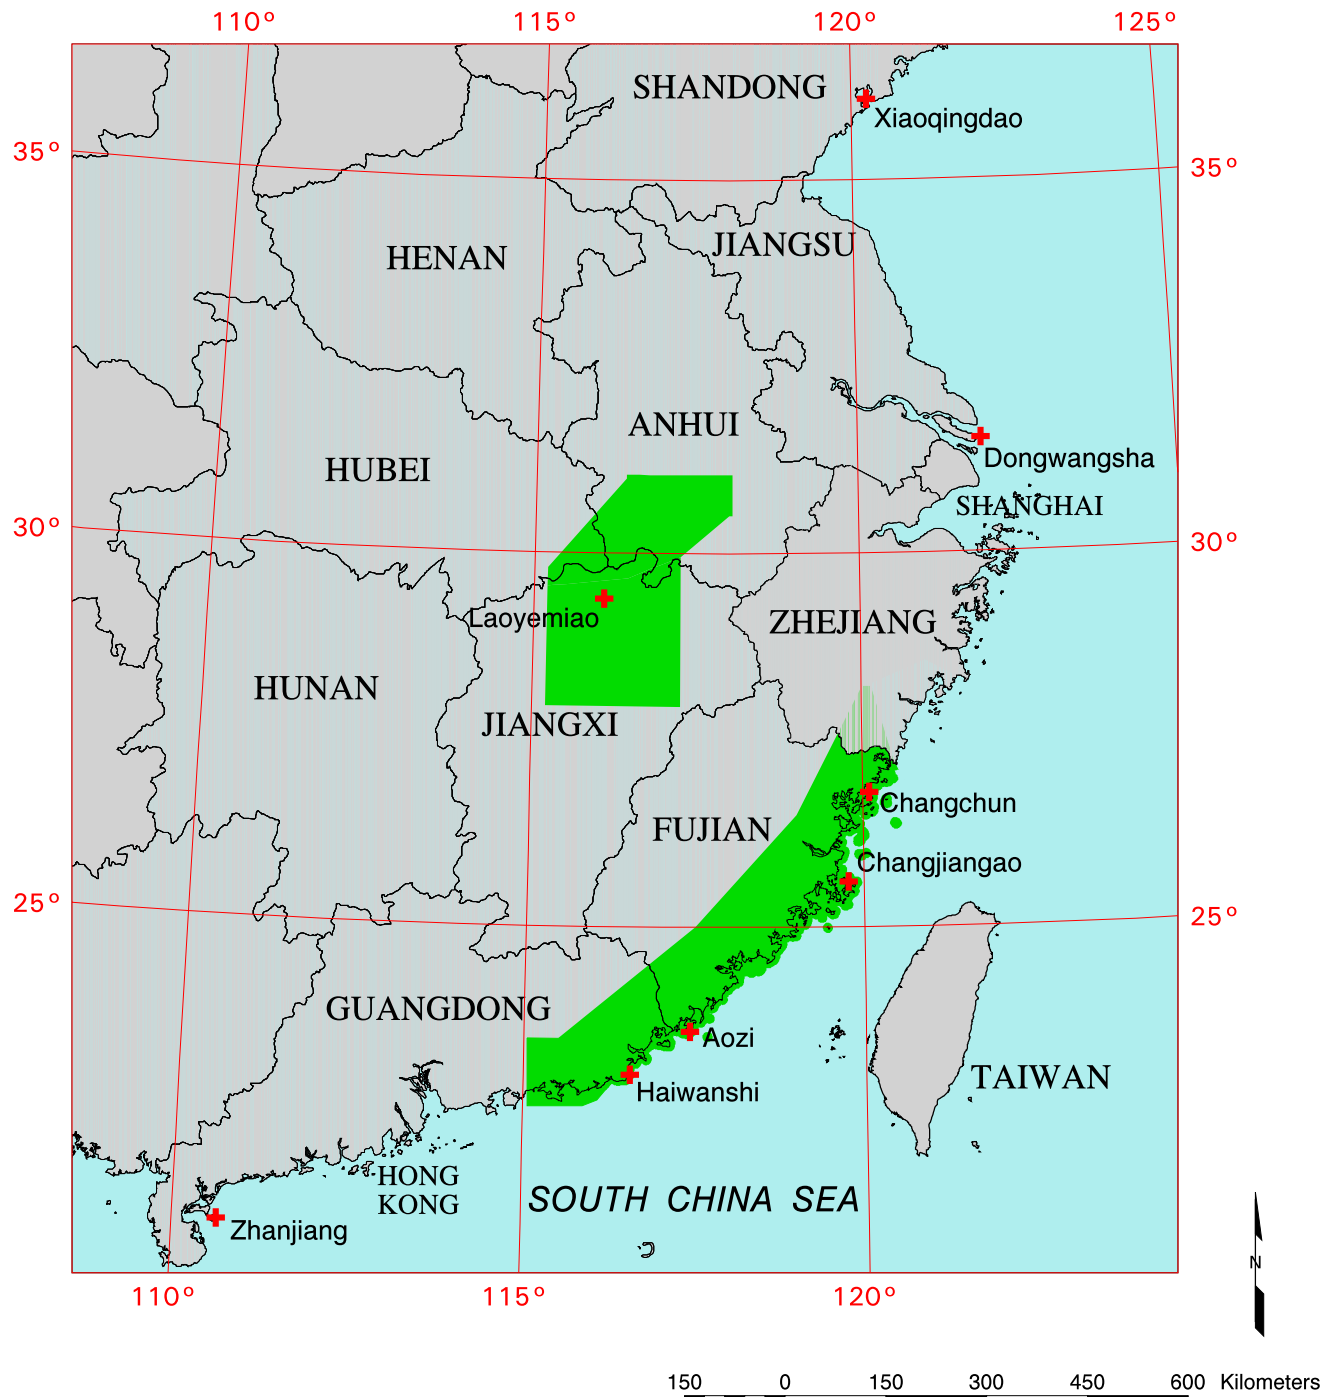 110° 115° 120° 125°
SHANDONG
Xiaoqingdao
35° 35°
HENAN
JIANGSU
ANHUI
Dongwangsha
HUBEI
SHANGHAI
30° 30°
Laoyemiao
ZHEJIANG
HUNAN
JIANGXI
Changchun
FUJIAN
Changjiangao
25° 25°
GUANGDONG
Aozi
TAIWAN
Haiwanshi
HONG
KONG
SOUTH CHINA SEA
Zhanjiang
N
110° 115° 120°
150 0 150 300 450 600 Kilometers